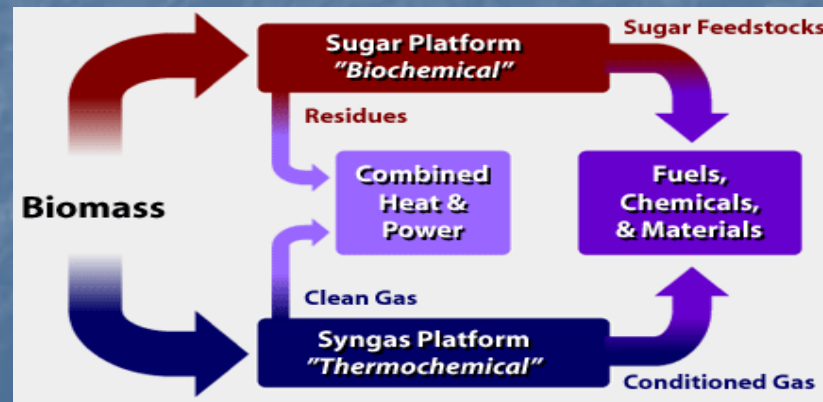 Sugar Platform
"Biochemical"
Sugar Feedstocks
Residues
Combined
Heat &
Power
Fuels,
Chemicals,
& Materials
Biomass
Clean Gas
Syngas Platform
"Thermochemical"
Conditioned Gas